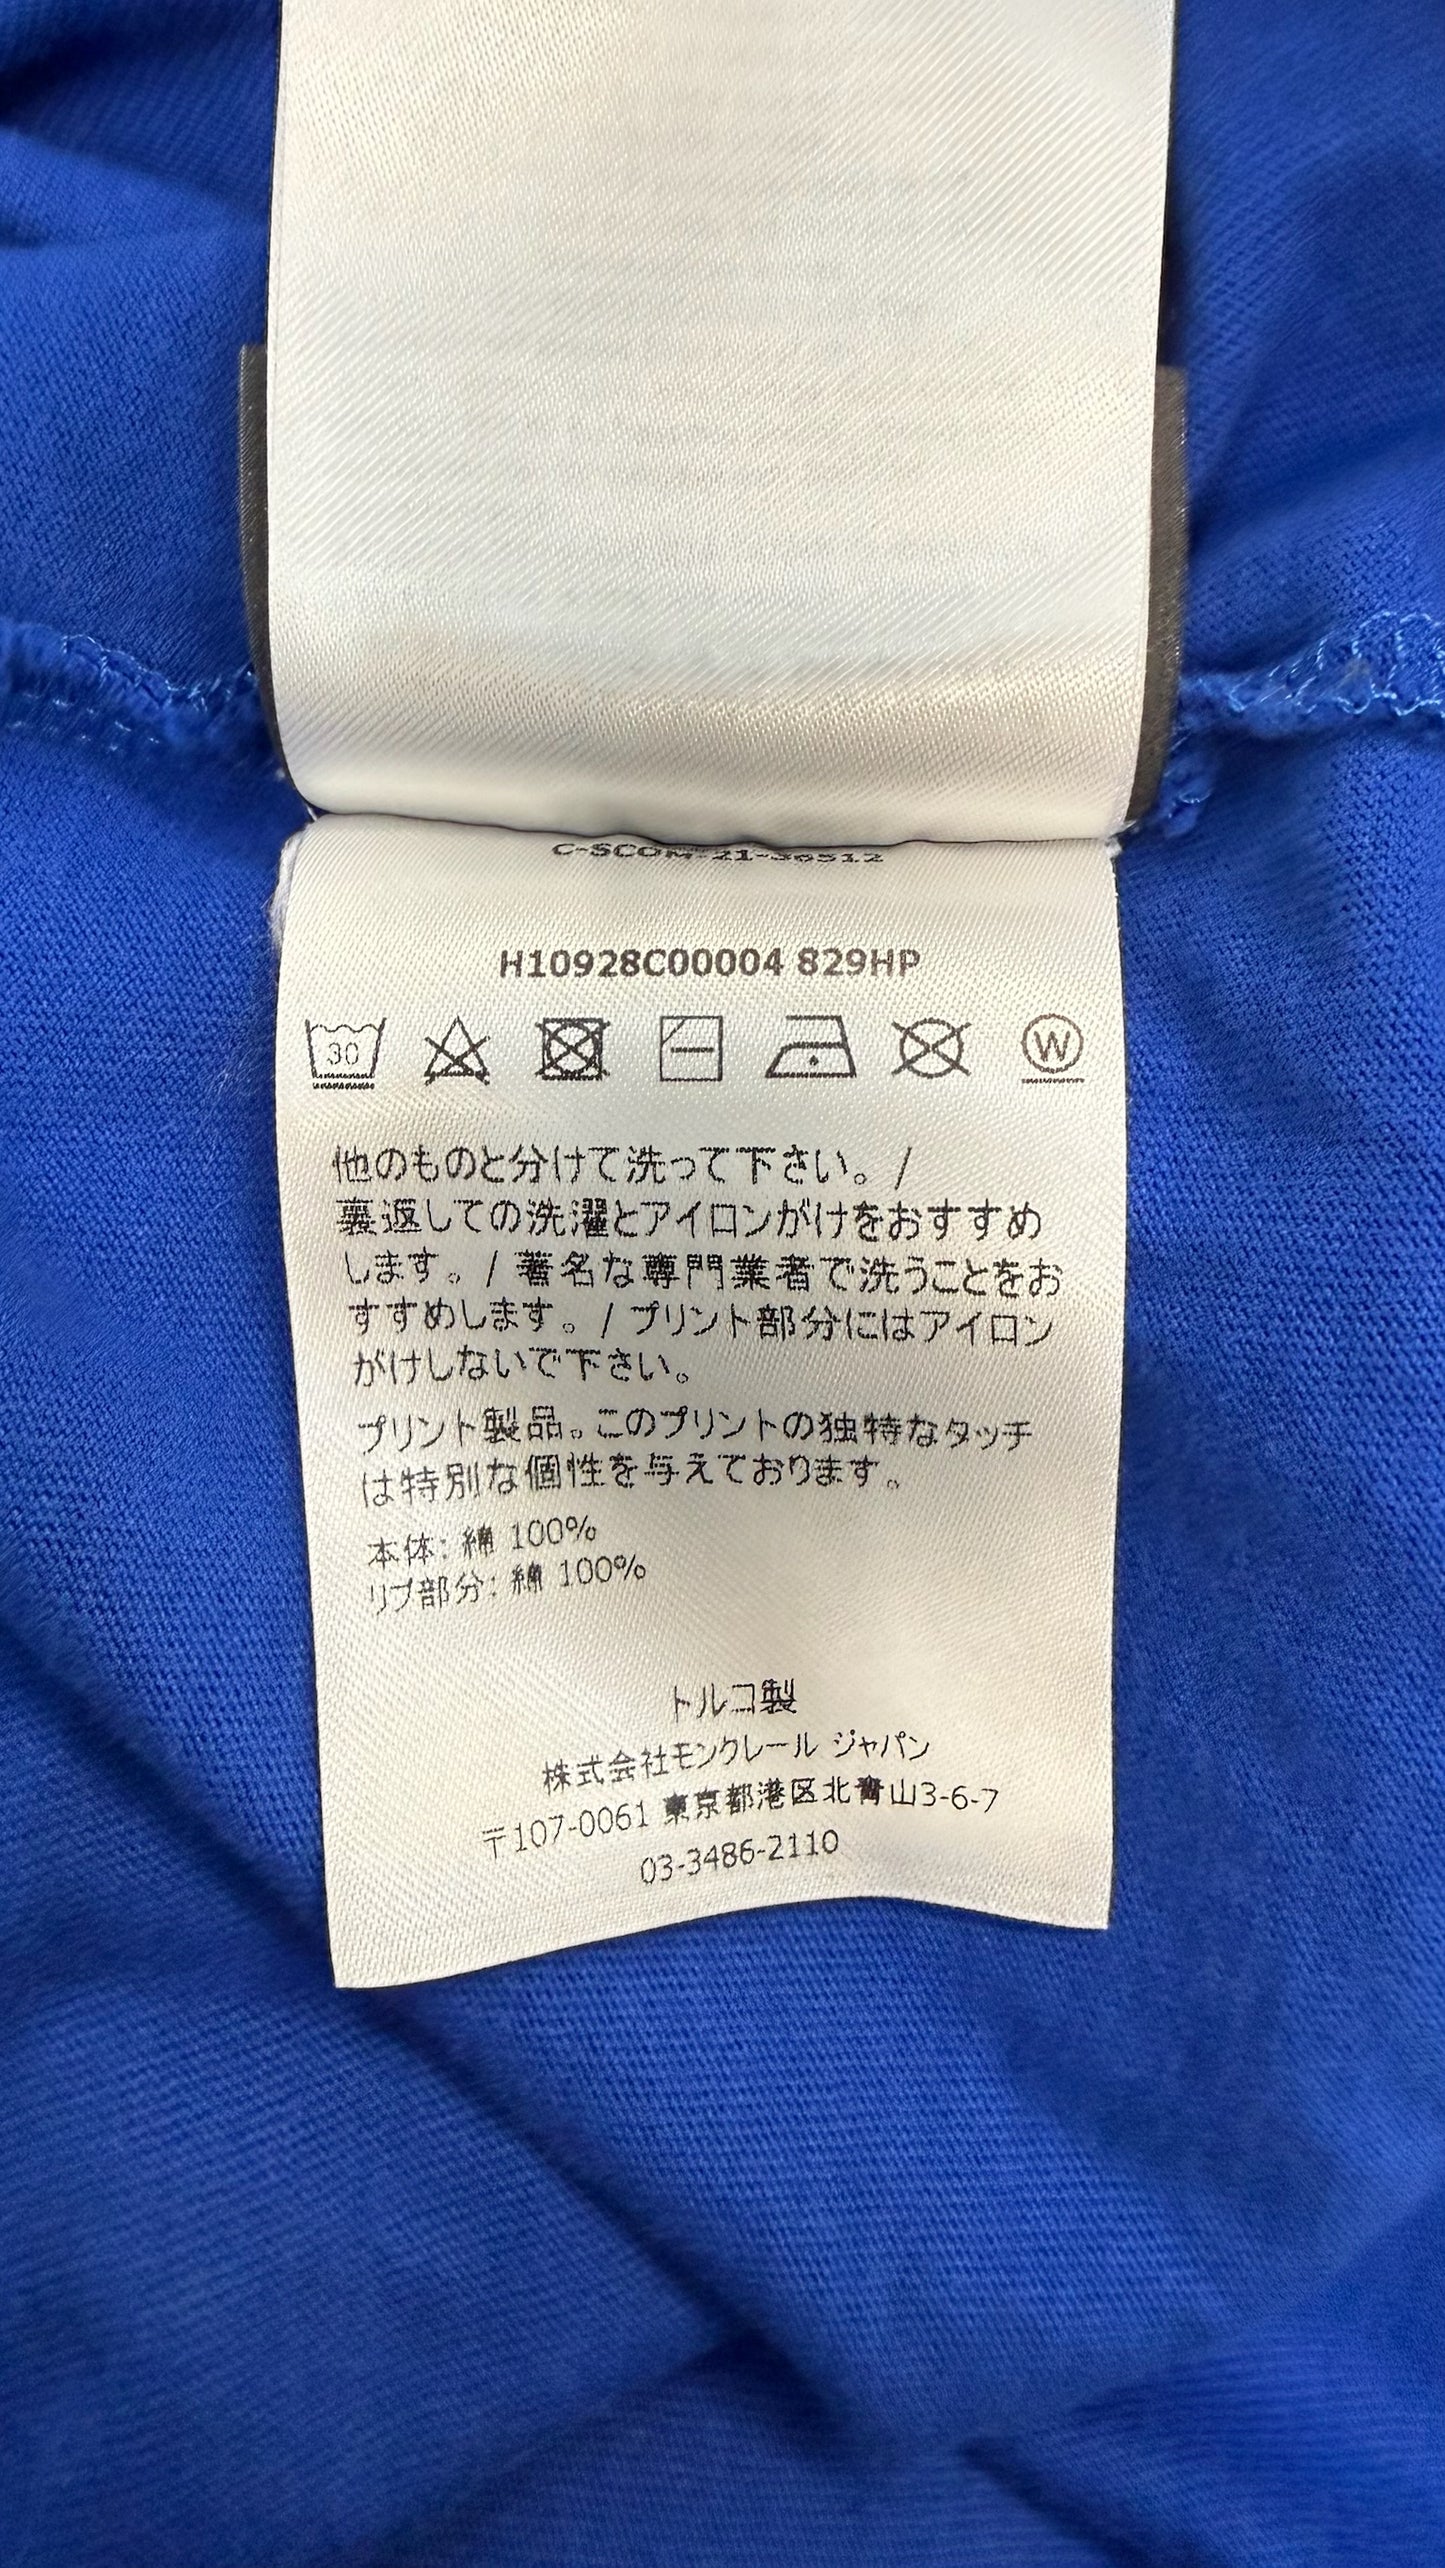 C-SCOM-21-36512
H10928C00004 829HP
30
W
他のものと分けて洗って下さい。/
裏返しての洗濯とアイロンがけをおすすめ
します。/ 著名な専門業者で洗うことをお
すすめします。/ プリント部分にはアイロン
がけしないで下さい。
プリント製品。このプリントの独特なタッチ
は特別な個性を与えております。
本体: 綿 100%
リブ部分: 綿 100%
トルコ製
株式会社モンクレール ジャパン
〒107-0061 東京都港区北青山3-6-7
03-3486-2110